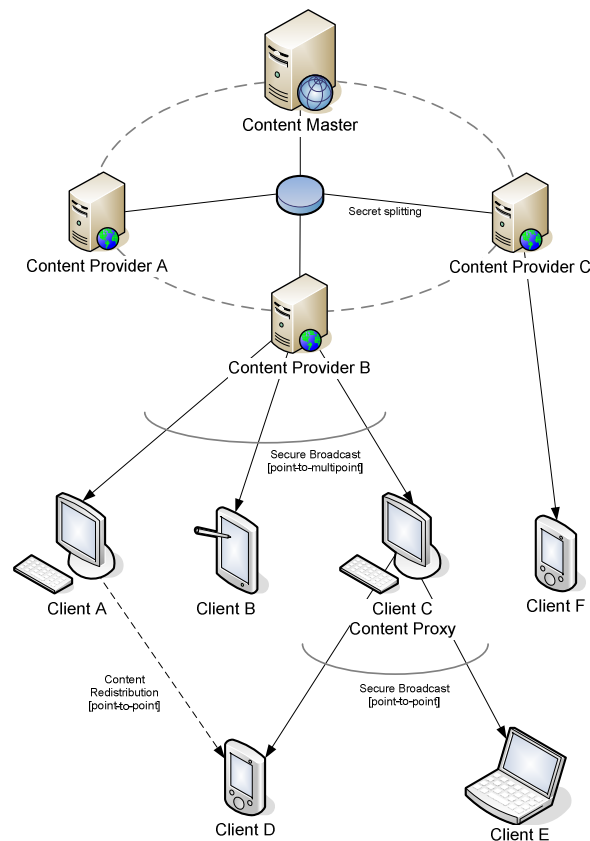 Content Master
Secret splitting
Content Provider A
Content Provider C
Content Provider B
Secure Broadcast
[point-to-multipoint]
Client A
Client B
Client C
Content Proxy
Client F
Content
Redistribution
[point-to-point]
Secure Broadcast
[point-to-point]
Client D
Client E